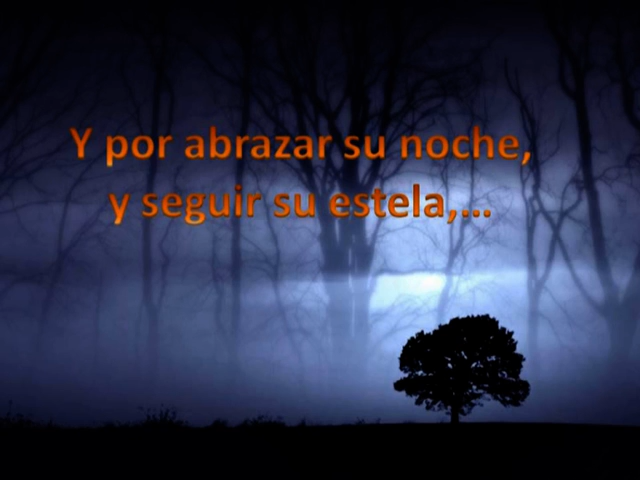 Y por abrazar su noche,
y seguir su estela,...